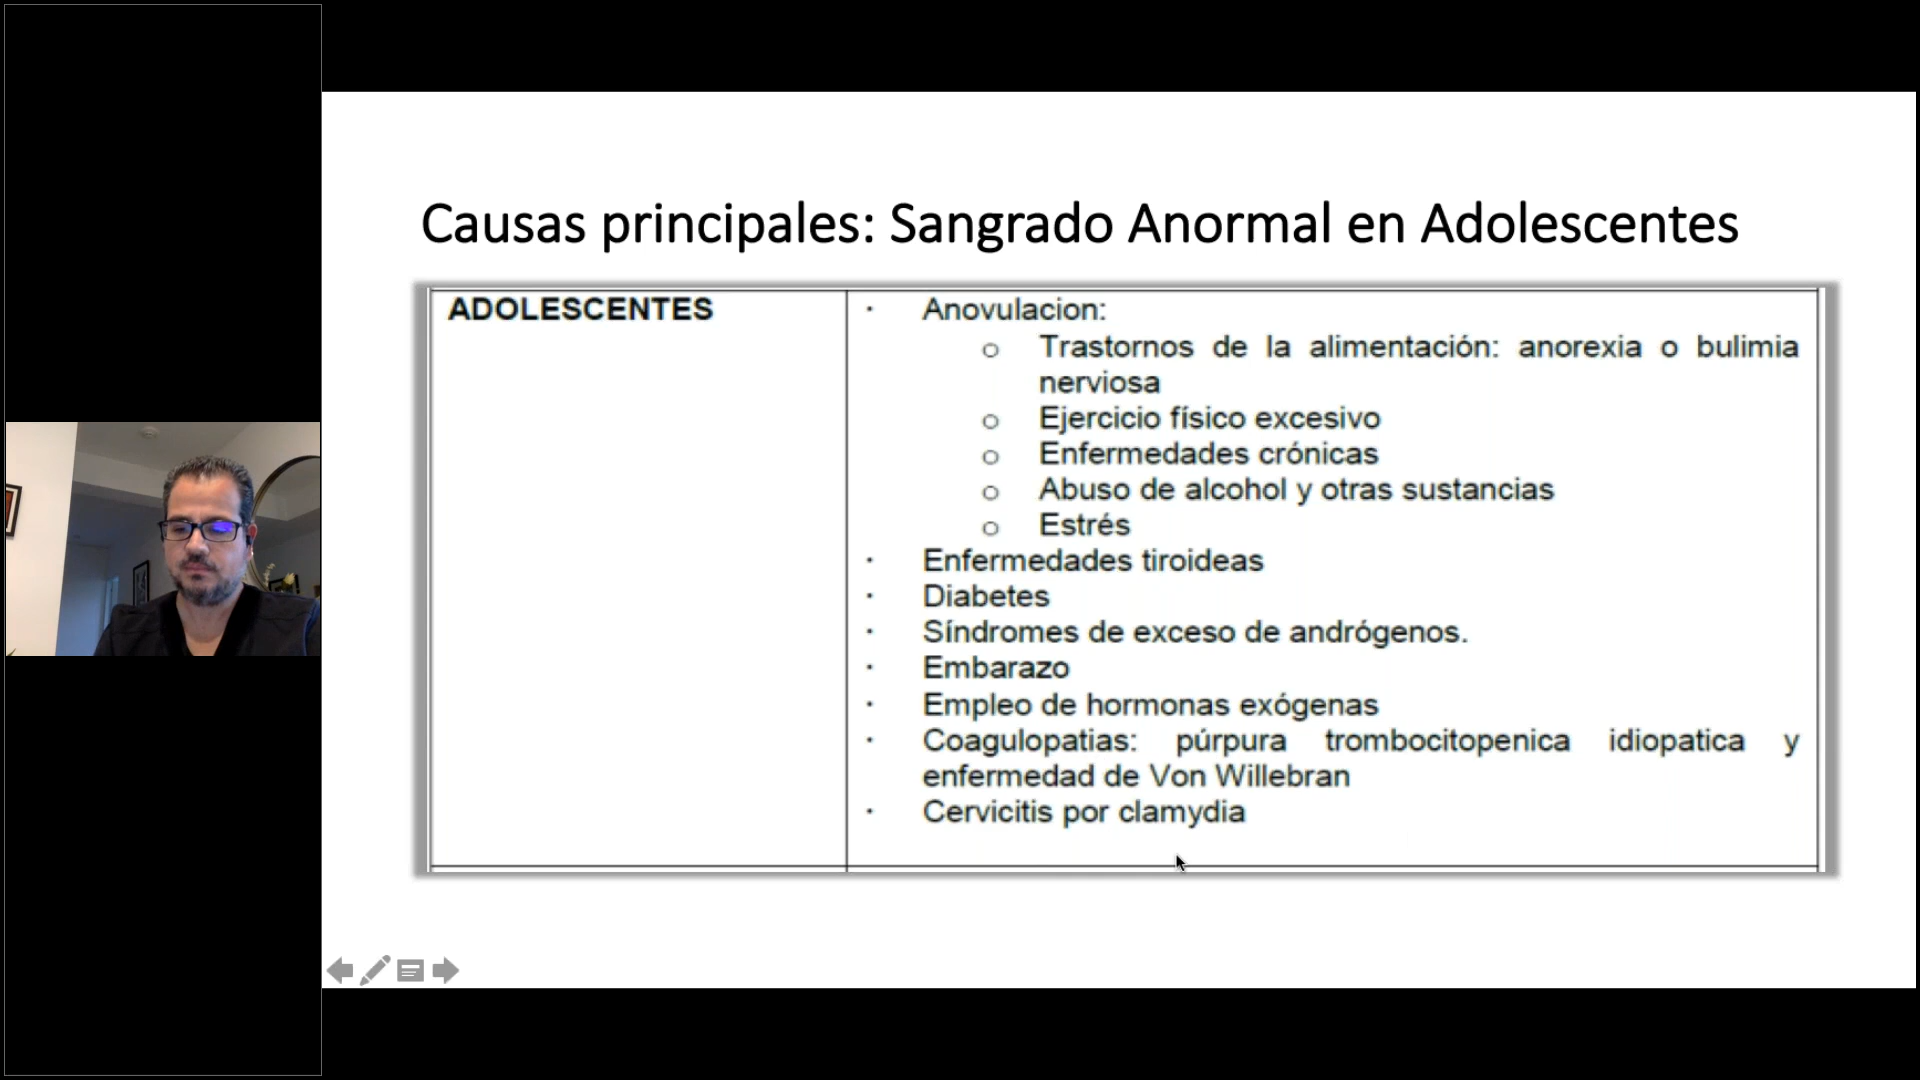 Causas principales: Sangrado Anormal en Adolescentes
ADOLESCENTES
· Anovulacion:
o Trastornos de la alimentación: anorexia o bulimia
nerviosa
o Ejercicio físico excesivo
o Enfermedades crónicas
o Abuso de alcohol y otras sustancias
o Estrés
· Enfermedades tiroideas
· Diabetes
· Síndromes de exceso de andrógenos.
· Embarazo
· Empleo de hormonas exógenas
· Coagulopatias: púrpura trombocitopenica idiopatica y
enfermedad de Von Willebran
· Cervicitis por clamydia